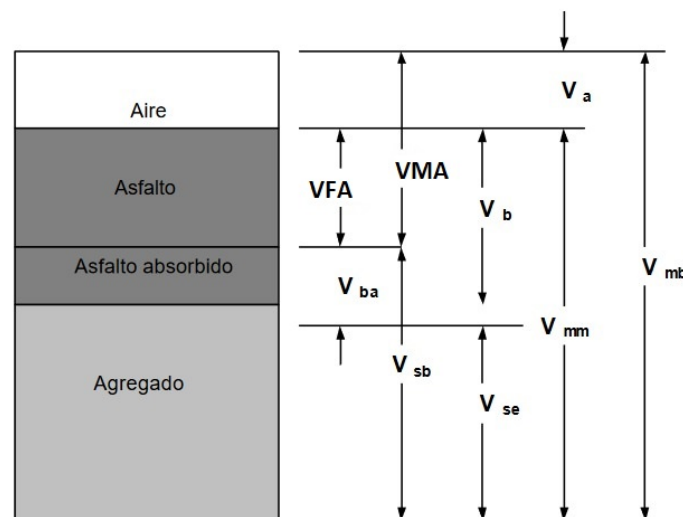 Aire
Asfalto
Asfalto absorbido
Agregado
VFA
VMA
V a
V b
V ba
V mb
V mm
V sb
V se